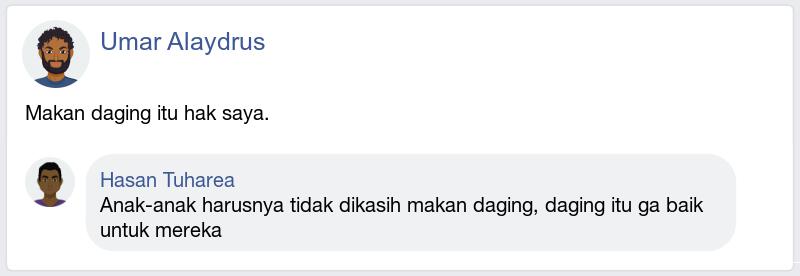 Umar Alaydrus
Makan daging itu hak saya.
Hasan Tuharea
Anak-anak harusnya tidak dikasih makan daging, daging itu ga baik
untuk mereka